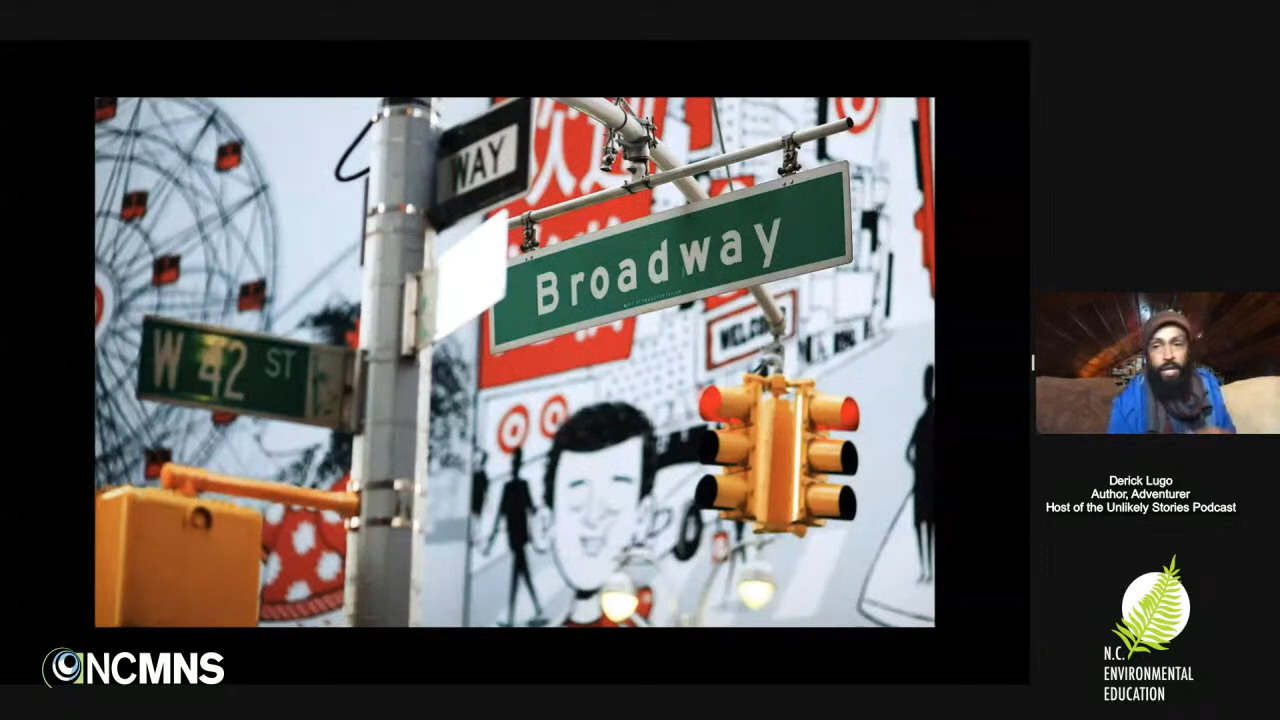 WAY
Broadway
W 42 ST
WELCOME
Derick Lugo
Author, Adventurer
Host of the Unlikely Stories Podcast
NCMNS
N.C.
ENVIRONMENTAL
EDUCATION